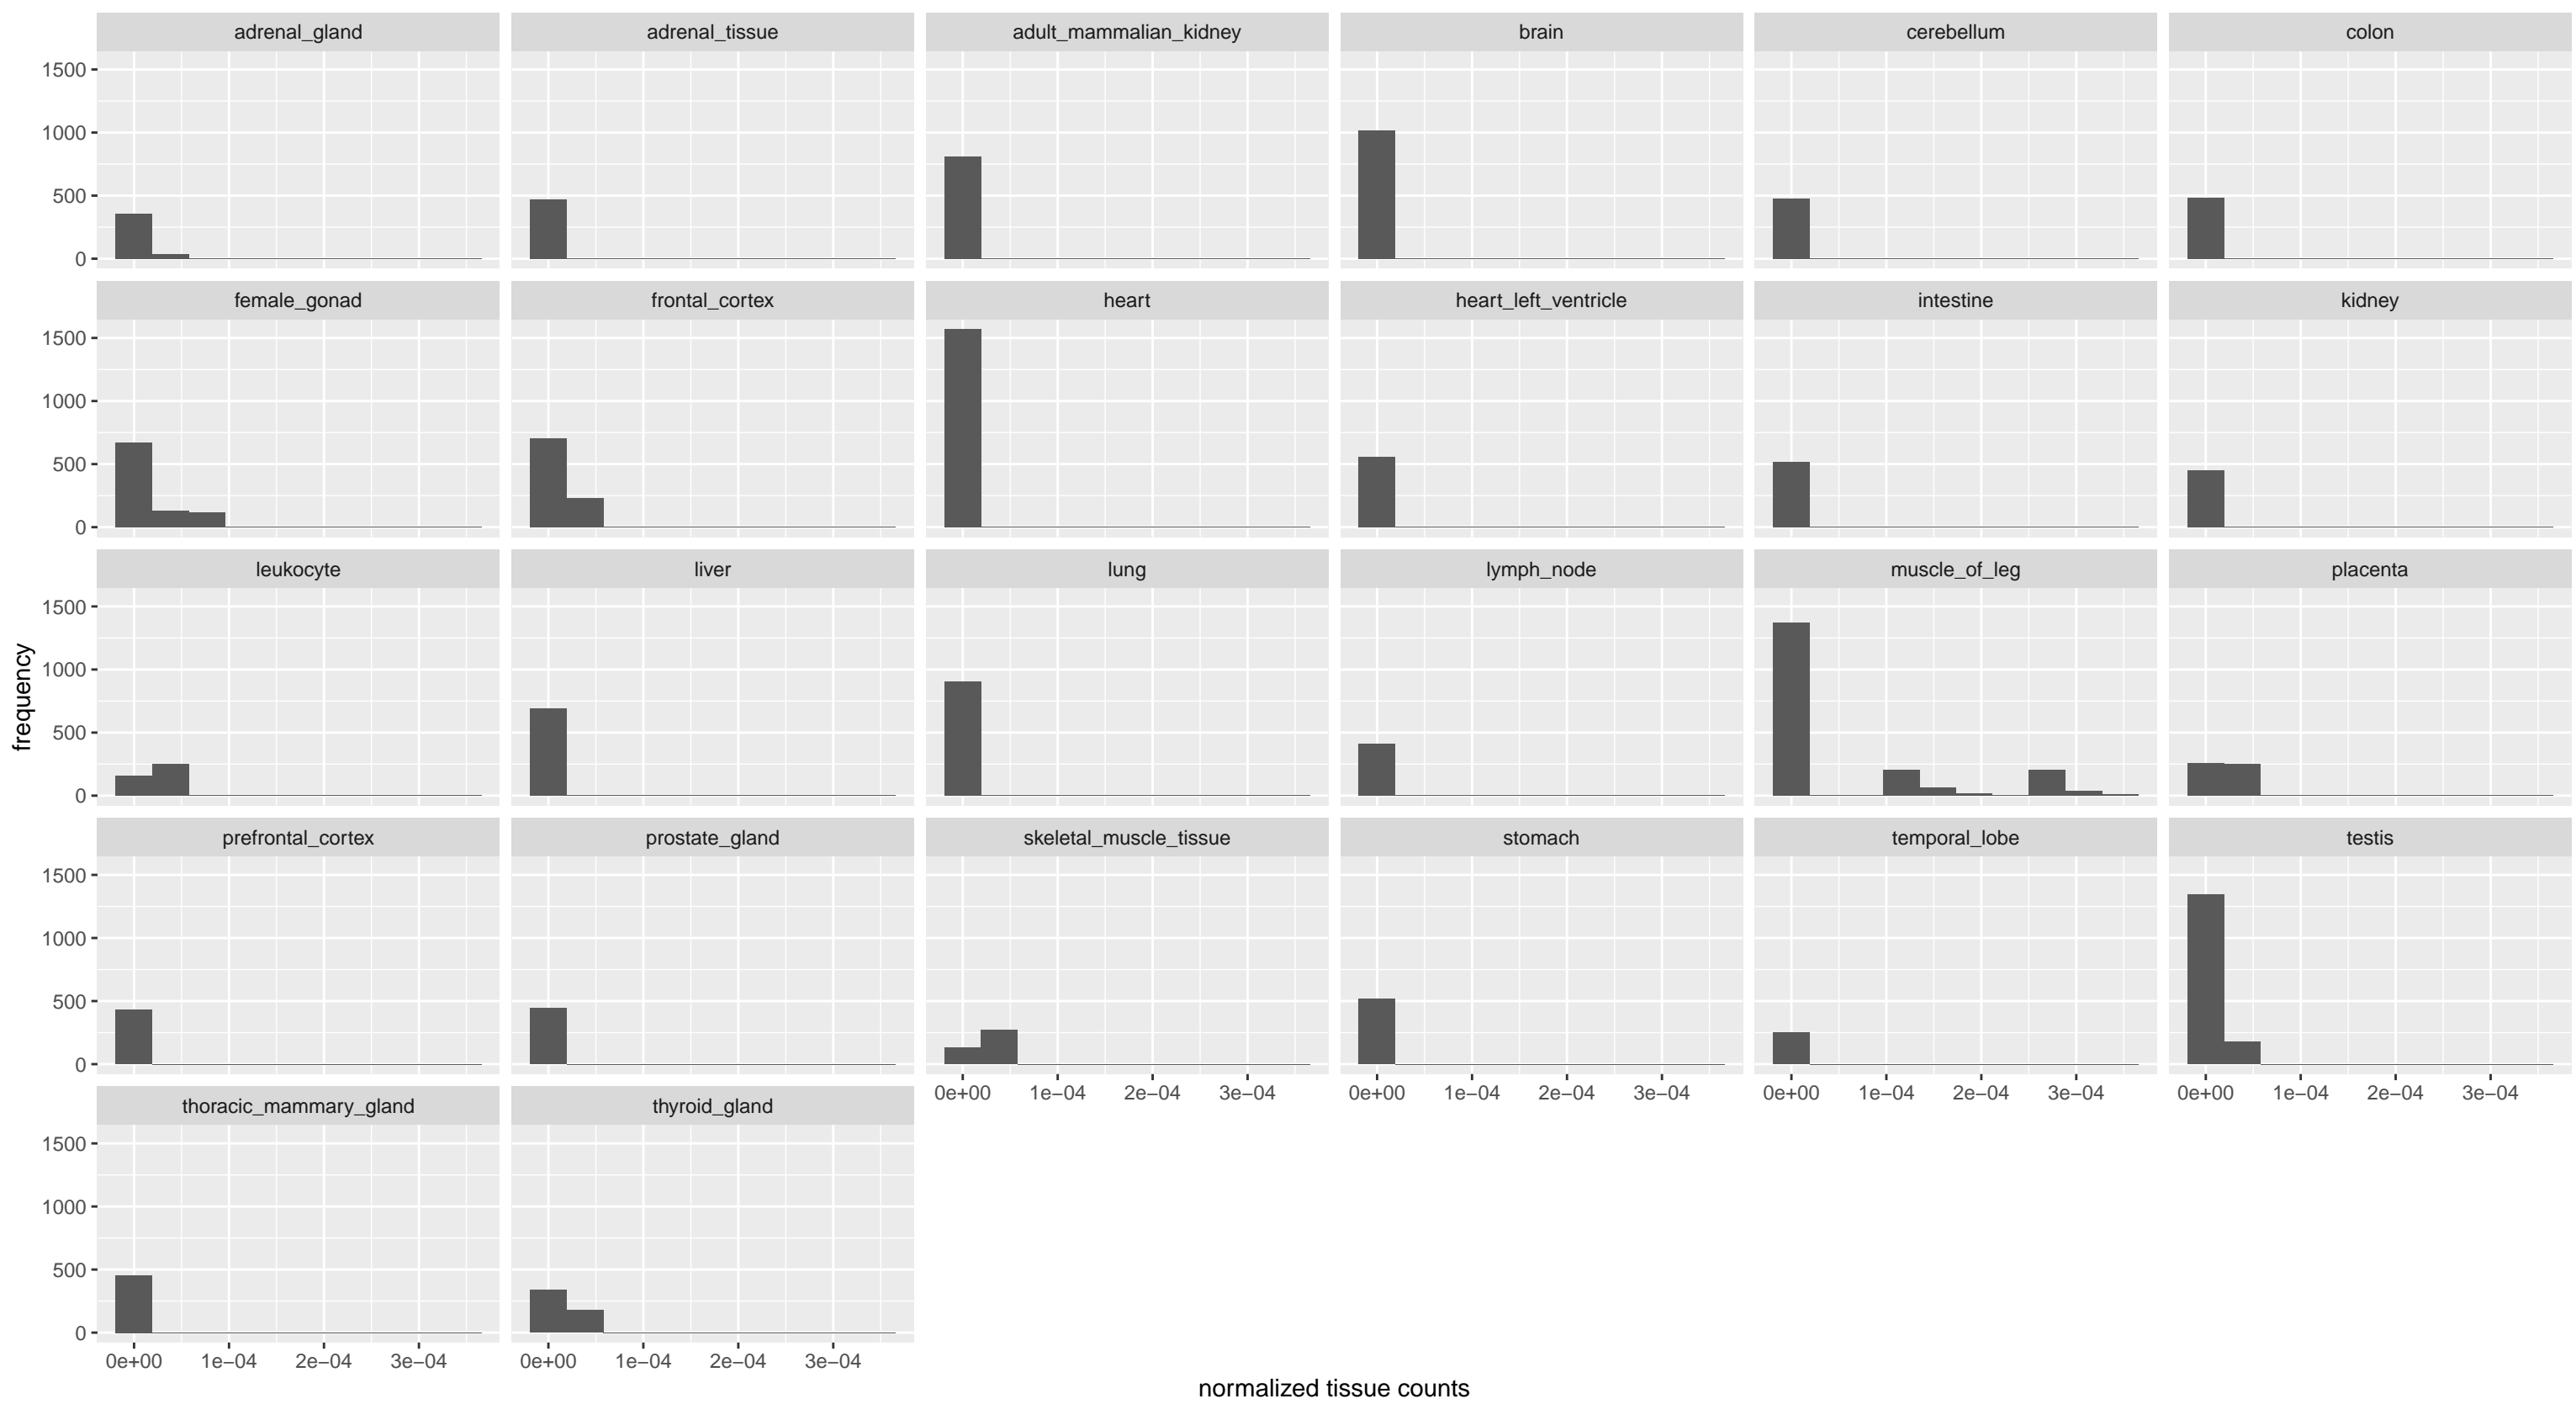 adrenal_gland adrenal_tissue adult_mammalian_kidney brain cerebellum colon
1500
1000
500
0
female_gonad frontal_cortex heart heart_left_ventricle intestine kidney
1500
1000
500
0
leukocyte liver lung lymph_node muscle_of_leg placenta
1500
1000
500
0
frequency
prefrontal_cortex prostate_gland skeletal_muscle_tissue stomach temporal_lobe testis
1500
1000
500
0
0e+00 1e−04 2e−04 3e−04 0e+00 1e−04 2e−04 3e−04 0e+00 1e−04 2e−04 3e−04 0e+00 1e−04 2e−04 3e−04
thoracic_mammary_gland thyroid_gland
1500
1000
500
0
0e+00 1e−04 2e−04 3e−04 0e+00 1e−04 2e−04 3e−04
normalized tissue counts